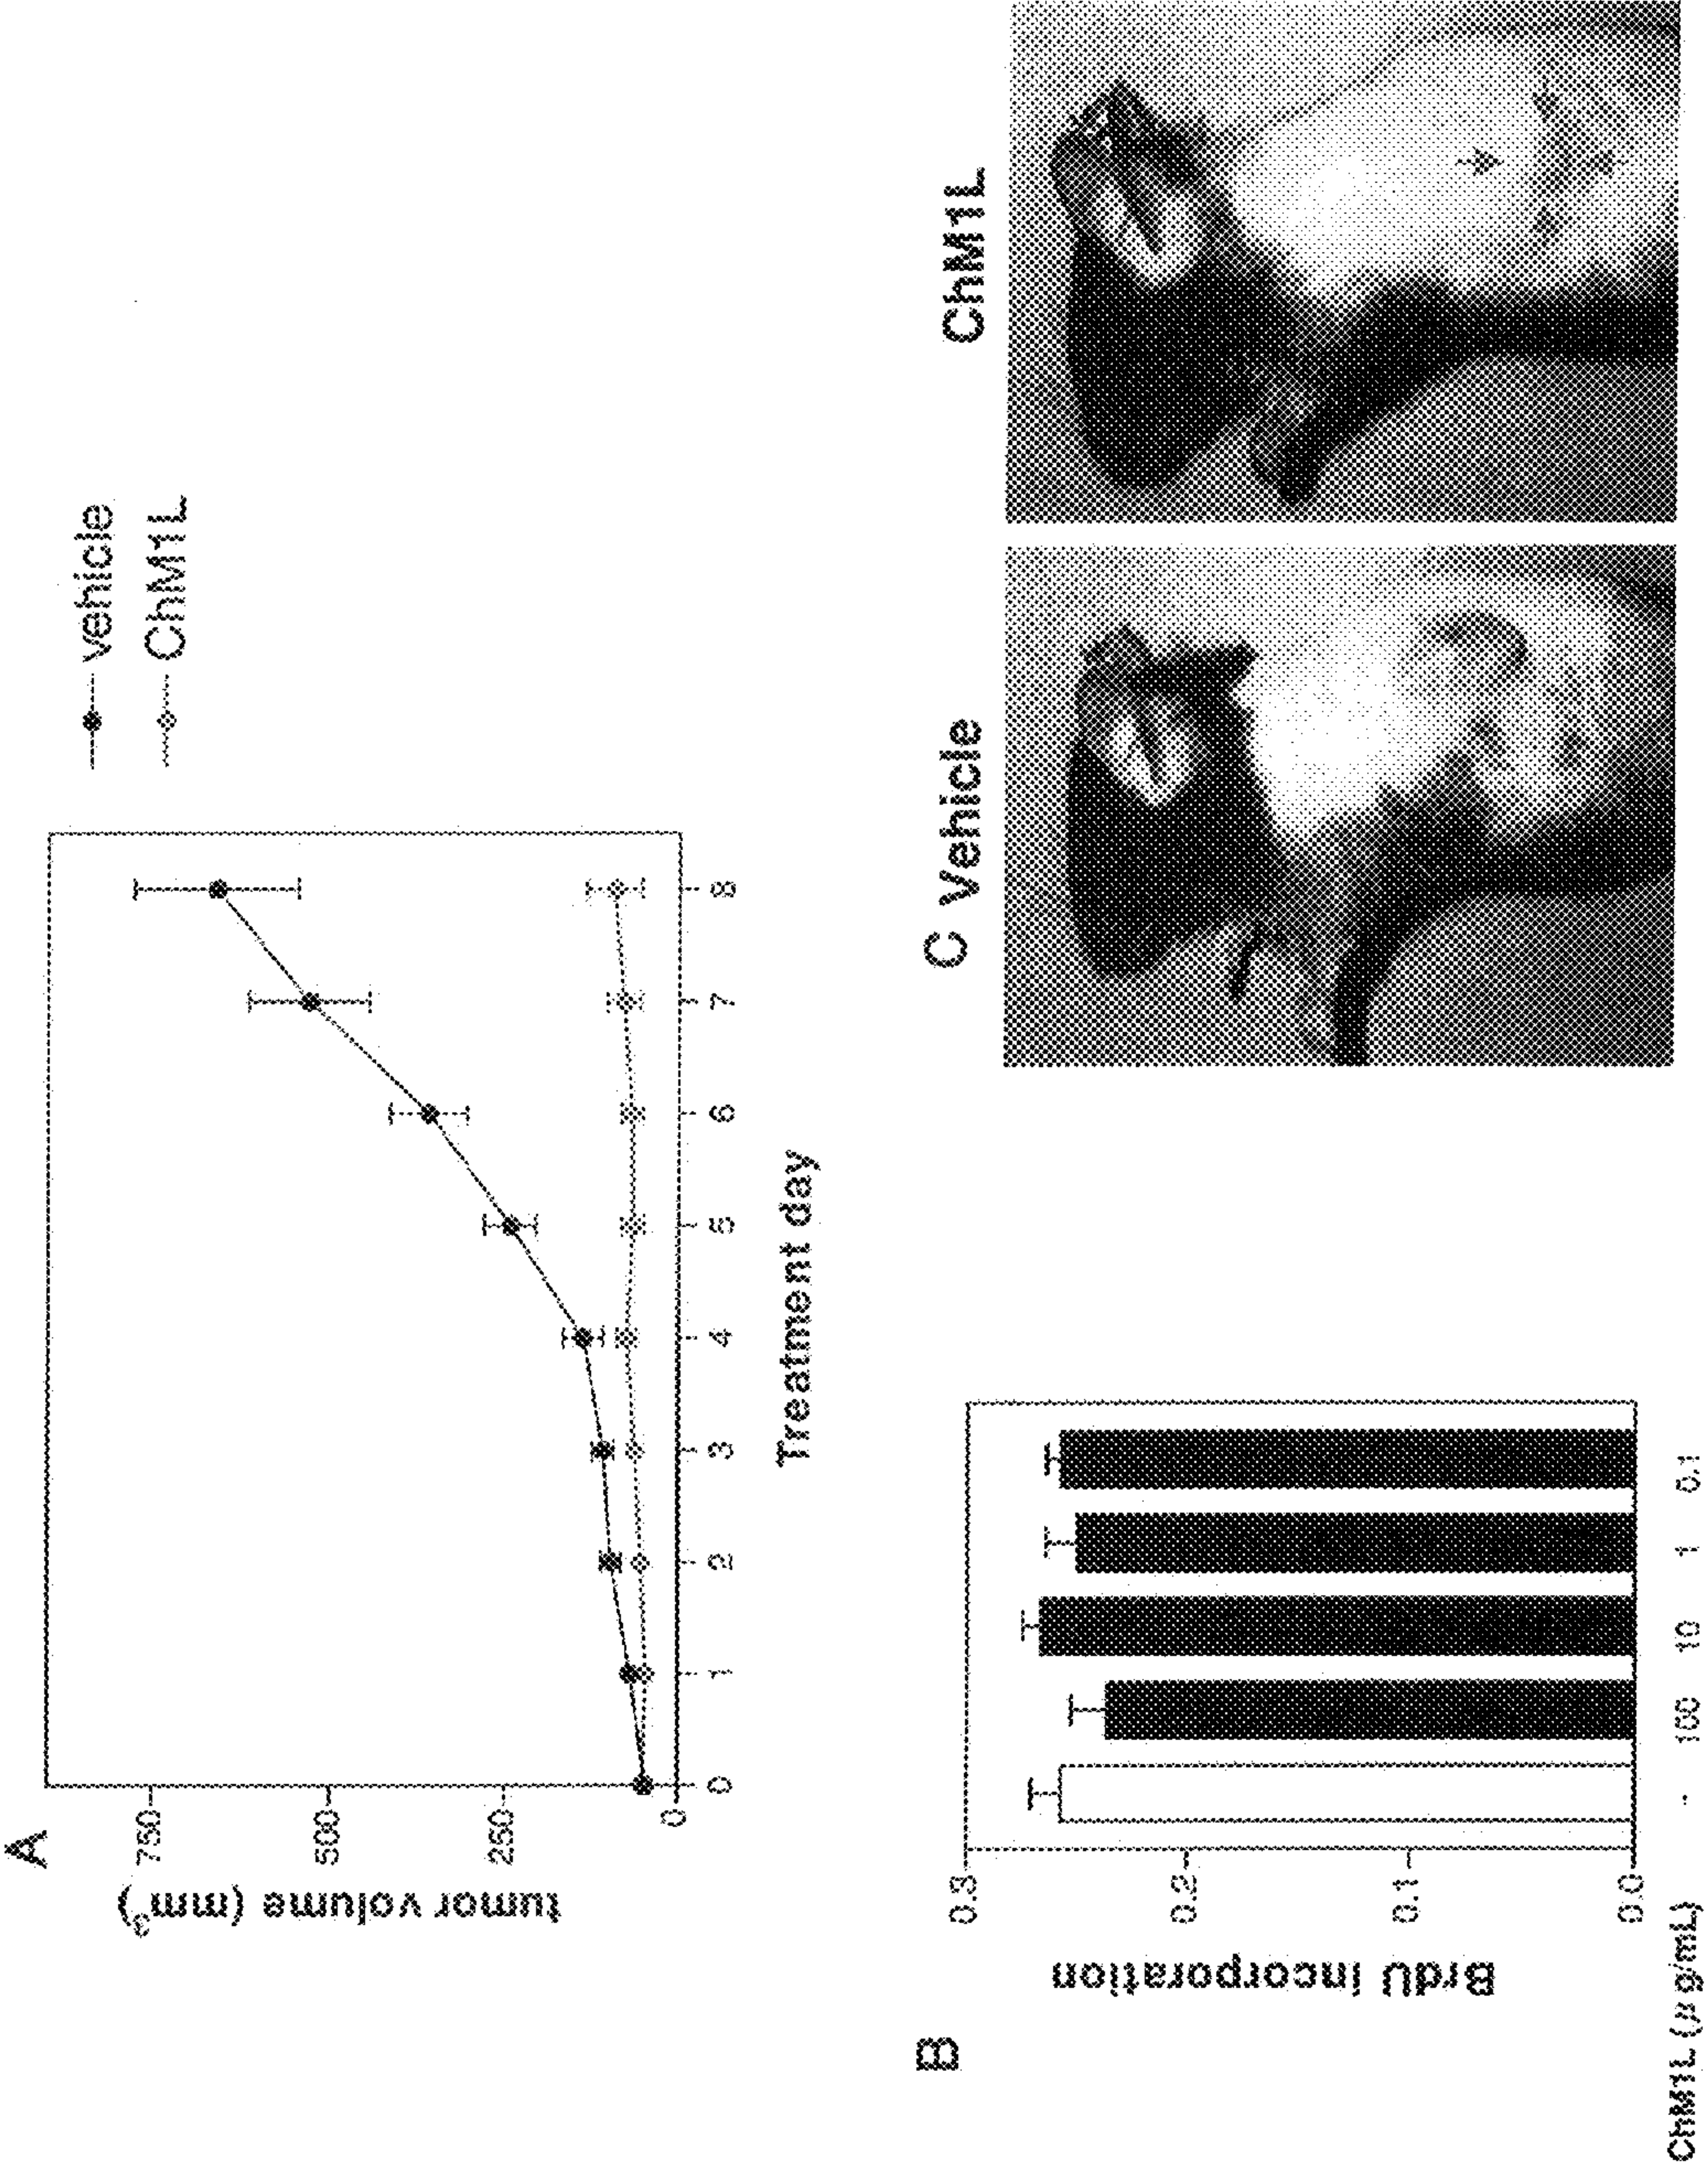 A
tumor volume (mm3)
750
500
250
0
0 1 2 3 4 5 6 7 8
Treatment day
vehicle
ChM1L
B
BrdU incorporation
0.3
0.2
0.1
0.0
ChM1L (μg/mL)
- 100 10 1 0.1
C Vehicle
ChM1L